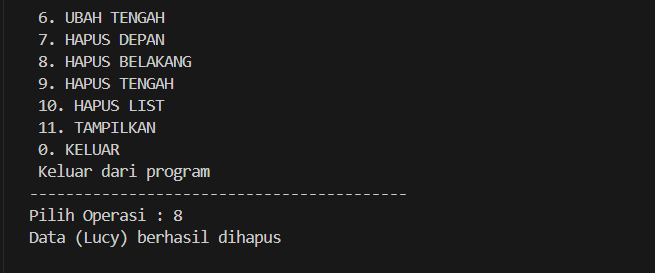 6. UBAH TENGAH
7. HAPUS DEPAN
8. HAPUS BELAKANG
9. HAPUS TENGAH
10. HAPUS LIST
11. TAMPILKAN
0. KELUAR
Keluar dari program
------------------------------------------
Pilih Operasi : 8
Data (Lucy) berhasil dihapus